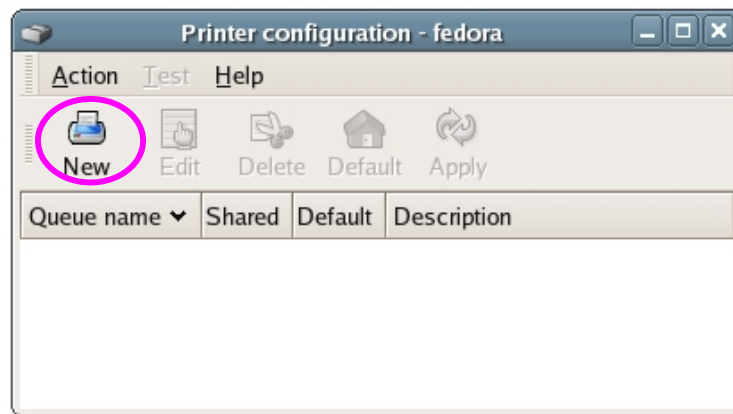 Printer configuration - fedora
Action Test Help
New Edit Delete Default Apply
Queue name Shared Default Description